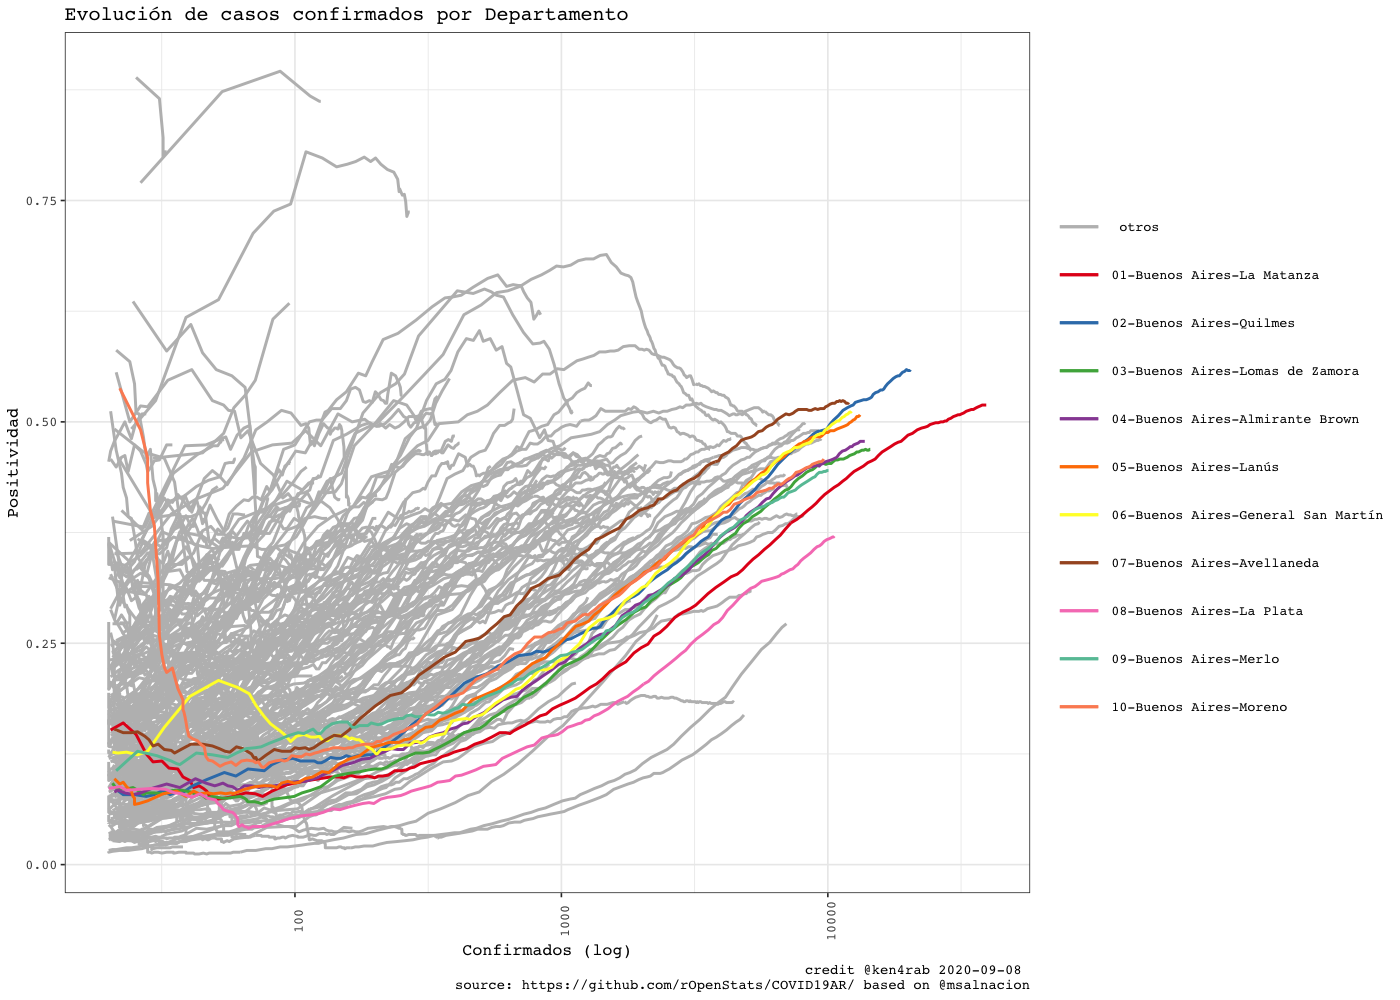 Evolución de casos confirmados por Departamento
Positividad
0.75
0.50
0.25
0.00
100
1000
10000
Confirmados (log)
otros
01-Buenos Aires-La Matanza
02-Buenos Aires-Quilmes
03-Buenos Aires-Lomas de Zamora
04-Buenos Aires-Almirante Brown
05-Buenos Aires-Lanús
06-Buenos Aires-General San Martín
07-Buenos Aires-Avellaneda
08-Buenos Aires-La Plata
09-Buenos Aires-Merlo
10-Buenos Aires-Moreno
credit @ken4rab 2020-09-08
source: https://github.com/rOpenStats/COVID19AR/ based on @msalnacion